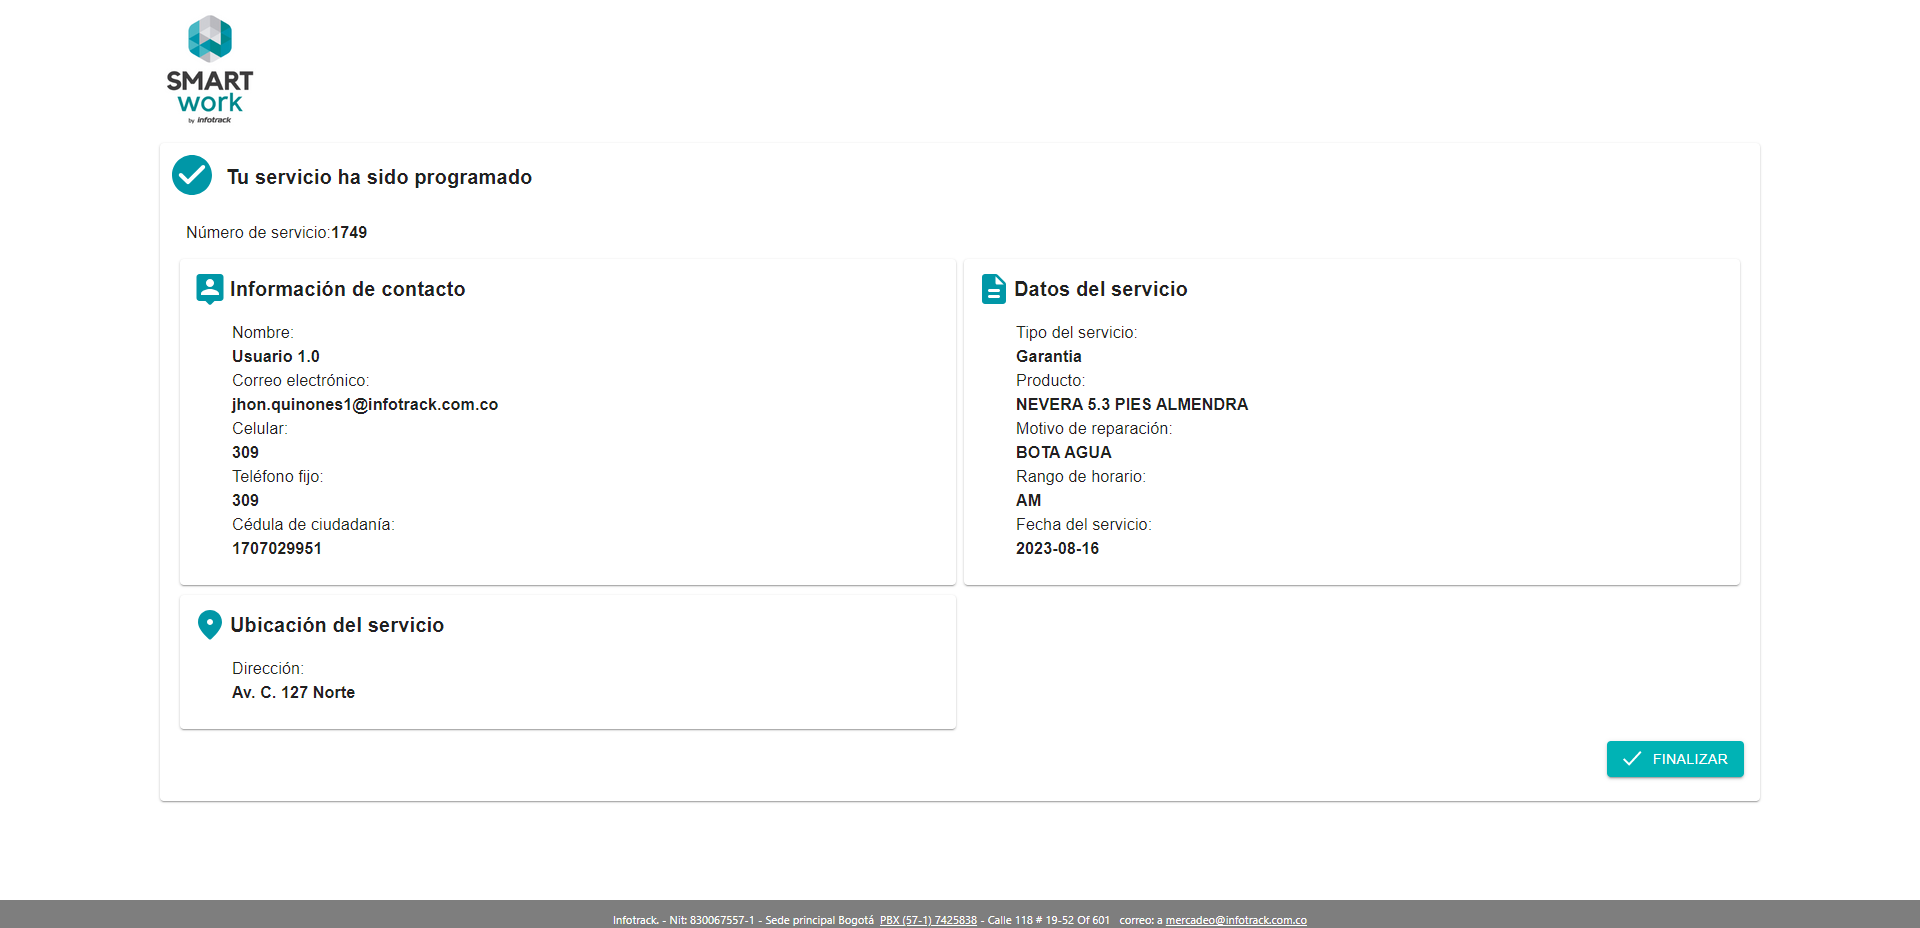 SMART
work
by infotrack
Tu servicio ha sido programado
Número de servicio:1749
Información de contacto
Nombre:
Usuario 1.0
Correo electrónico:
jhon.quinones1@infotrack.com.co
Celular:
309
Teléfono fijo:
309
Cédula de ciudadanía:
1707029951
Datos del servicio
Tipo del servicio:
Garantia
Producto:
NEVERA 5.3 PIES ALMENDRA
Motivo de reparación:
BOTA AGUA
Rango de horario:
AM
Fecha del servicio:
2023-08-16
Ubicación del servicio
Dirección:
Av. C. 127 Norte
FINALIZAR
Infotrack. - Nit: 830067557-1 - Sede principal Bogotá PBX (57-1) 7425838 - Calle 118 # 19-52 Of 601 correo: a mercadeo@infotrack.com.co